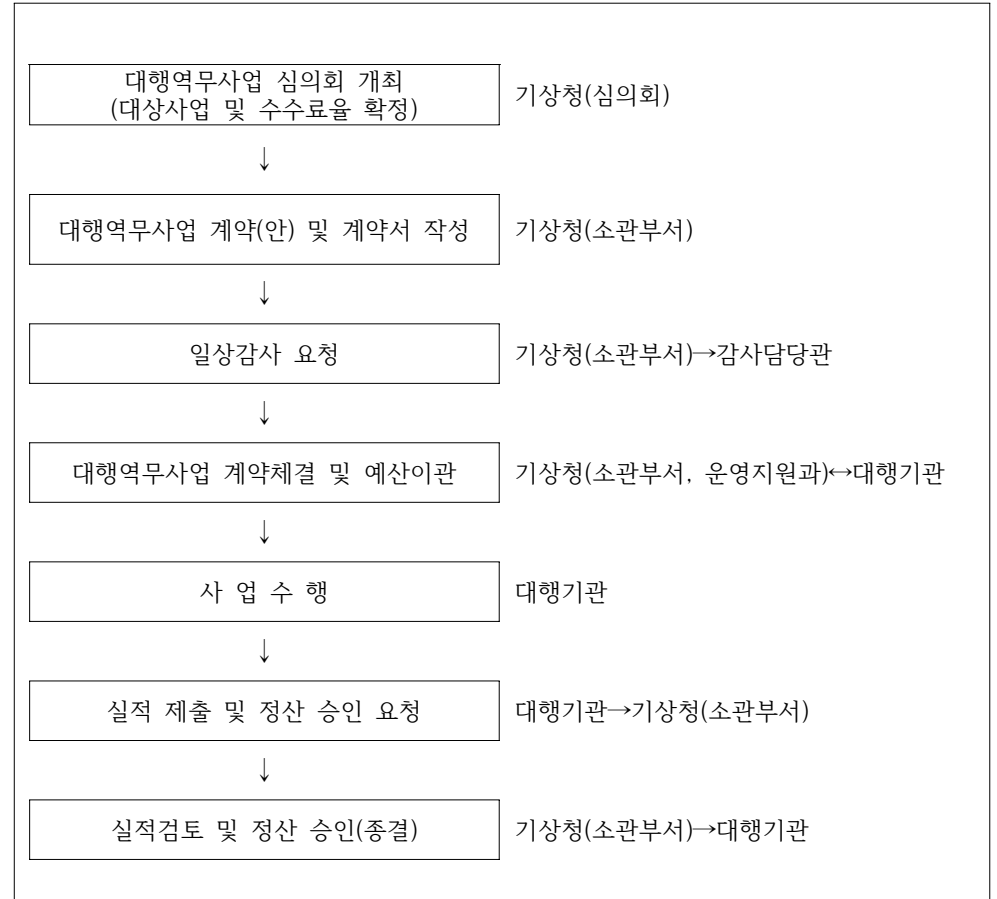 대행역무사업 심의회 개최
(대상사업 및 수수료율 확정)
기상청(심의회)
↓
대행역무사업 계약(안) 및 계약서 작성
기상청(소관부서)
↓
일상감사 요청
기상청(소관부서)→감사담당관
↓
대행역무사업 계약체결 및 예산이관
기상청(소관부서, 운영지원과)↔대행기관
↓
사 업 수 행
대행기관
↓
실적 제출 및 정산 승인 요청
대행기관→기상청(소관부서)
↓
실적검토 및 정산 승인(종결)
기상청(소관부서)→대행기관